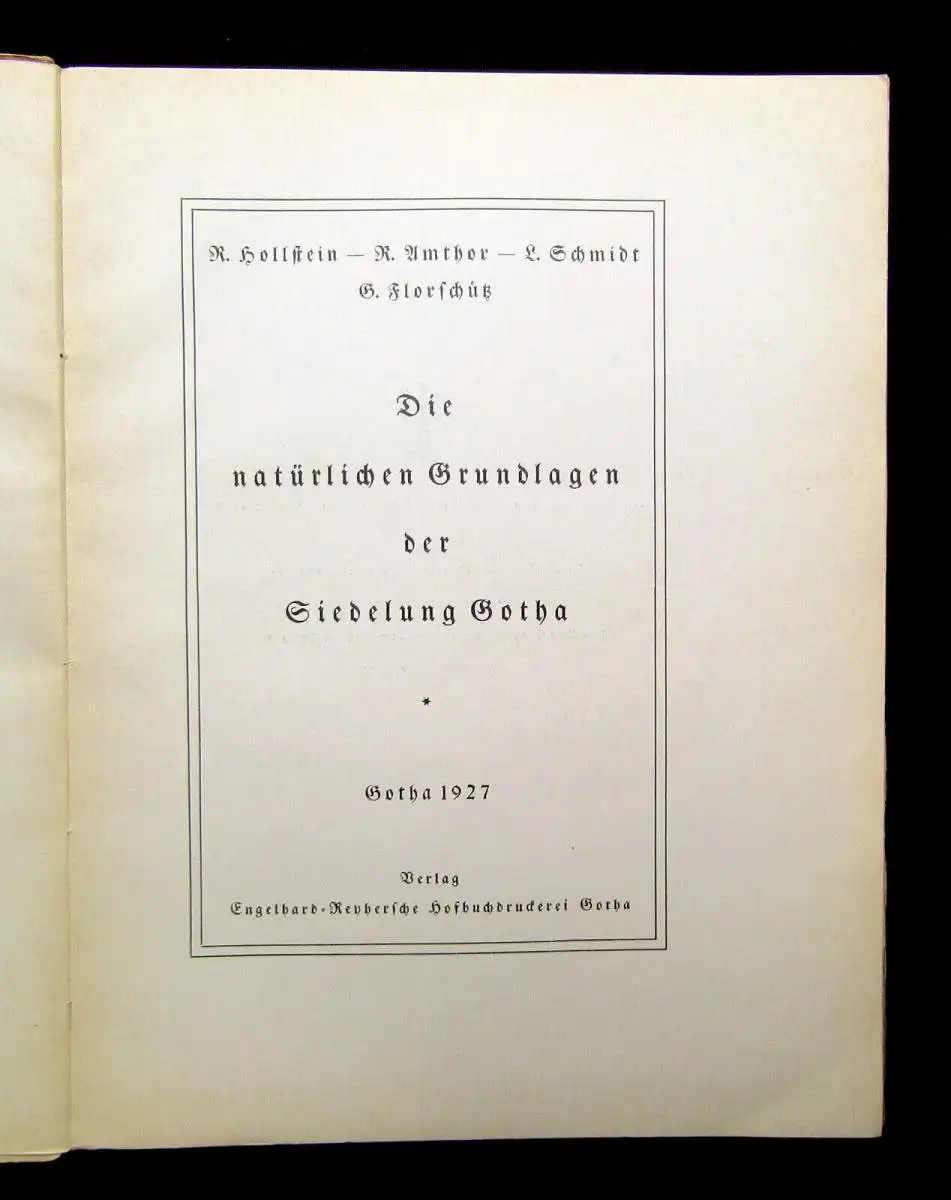 R. Hollstein — R. Amthor — L. Schmidt
G. Florschütz
Die
natürlichen Grundlagen
der
Siedelung Gotha
*
Gotha 1927
Verlag
Engelhard-Reyhersche Hofbuchdruckerei Gotha